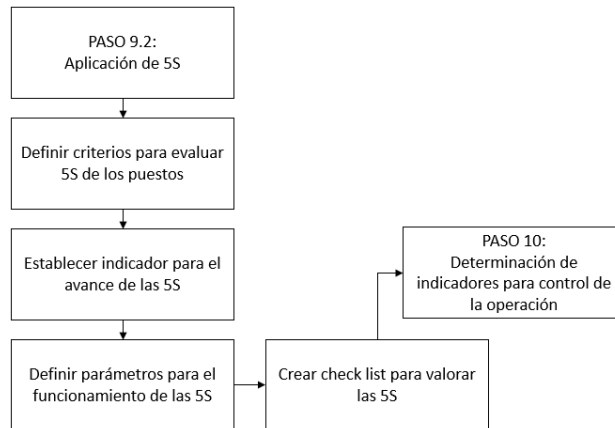 PASO 9.2:
Aplicación de 5S
Definir criterios para evaluar
5S de los puestos
Establecer indicador para el
avance de las 5S
Definir parámetros para el
funcionamiento de las 5S
Crear check list para valorar
las 5S
PASO 10:
Determinación de
indicadores para control de
la operación